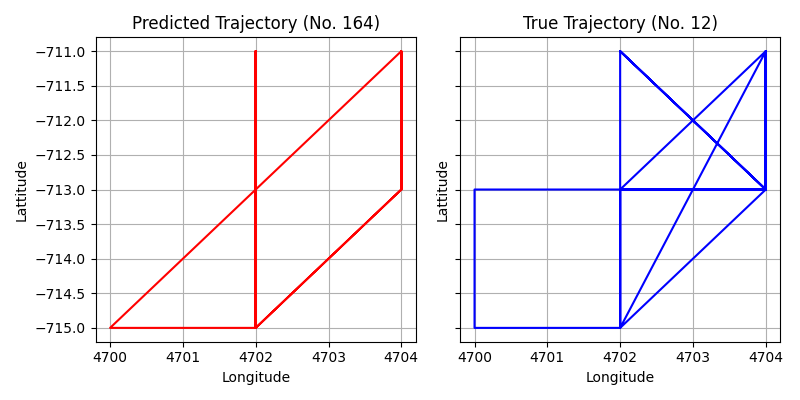 Predicted Trajectory (No. 164)
True Trajectory (No. 12)
−711.0
−711.5
−712.0
−712.5
−713.0
−713.5
−714.0
−714.5
−715.0
Lattitude
Lattitude
4700 4701 4702 4703 4704
4700 4701 4702 4703 4704
Longitude
Longitude